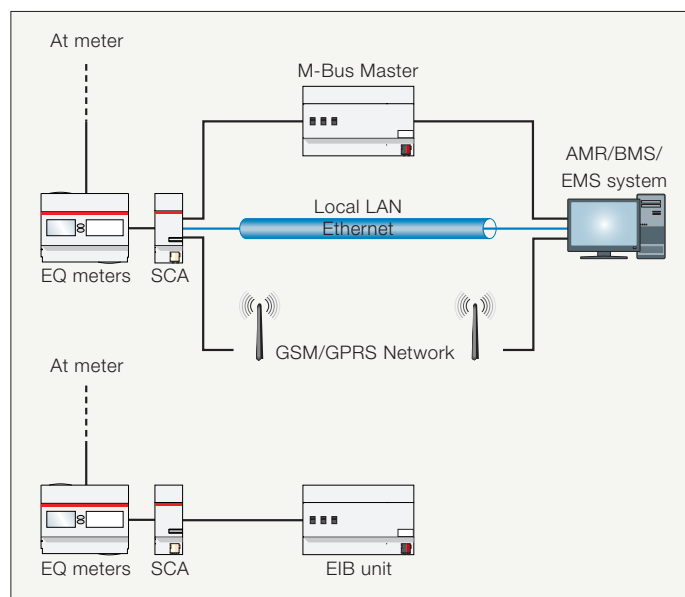 At meter
M-Bus Master
AMR/BMS/
EMS system
Local LAN
Ethernet
EQ meters
SCA
GSM/GPRS Network
At meter
EQ meters
SCA
EIB unit